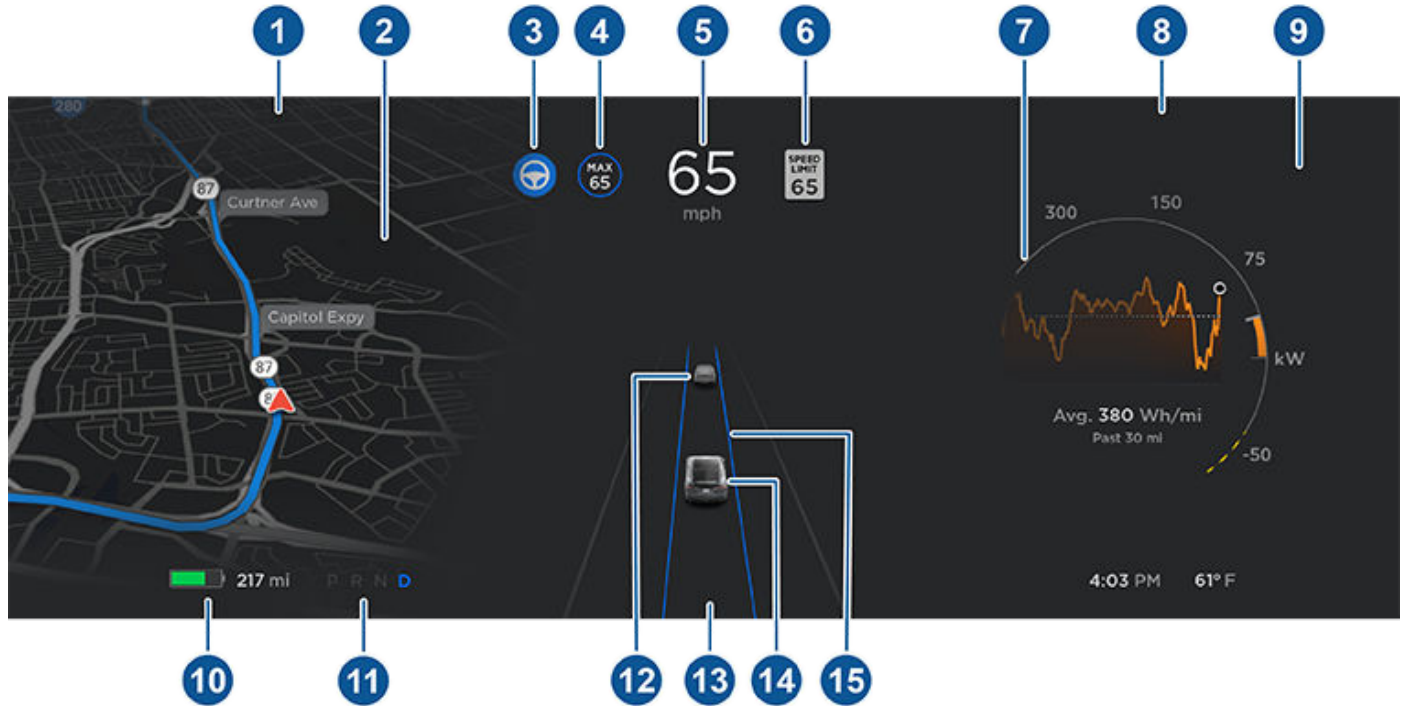 1 2 3 4 5 6 7 8 9
280
87
Curtner Ave
MAX
65
65
mph
SPEED
LIMIT
65
300
150
75
Capitol Expy
87
8
kW
Avg. 380 Wh/mi
Past 30 mi
-50
217 mi
P R N D
4:03 PM
61° F
10 11 12 13 14 15